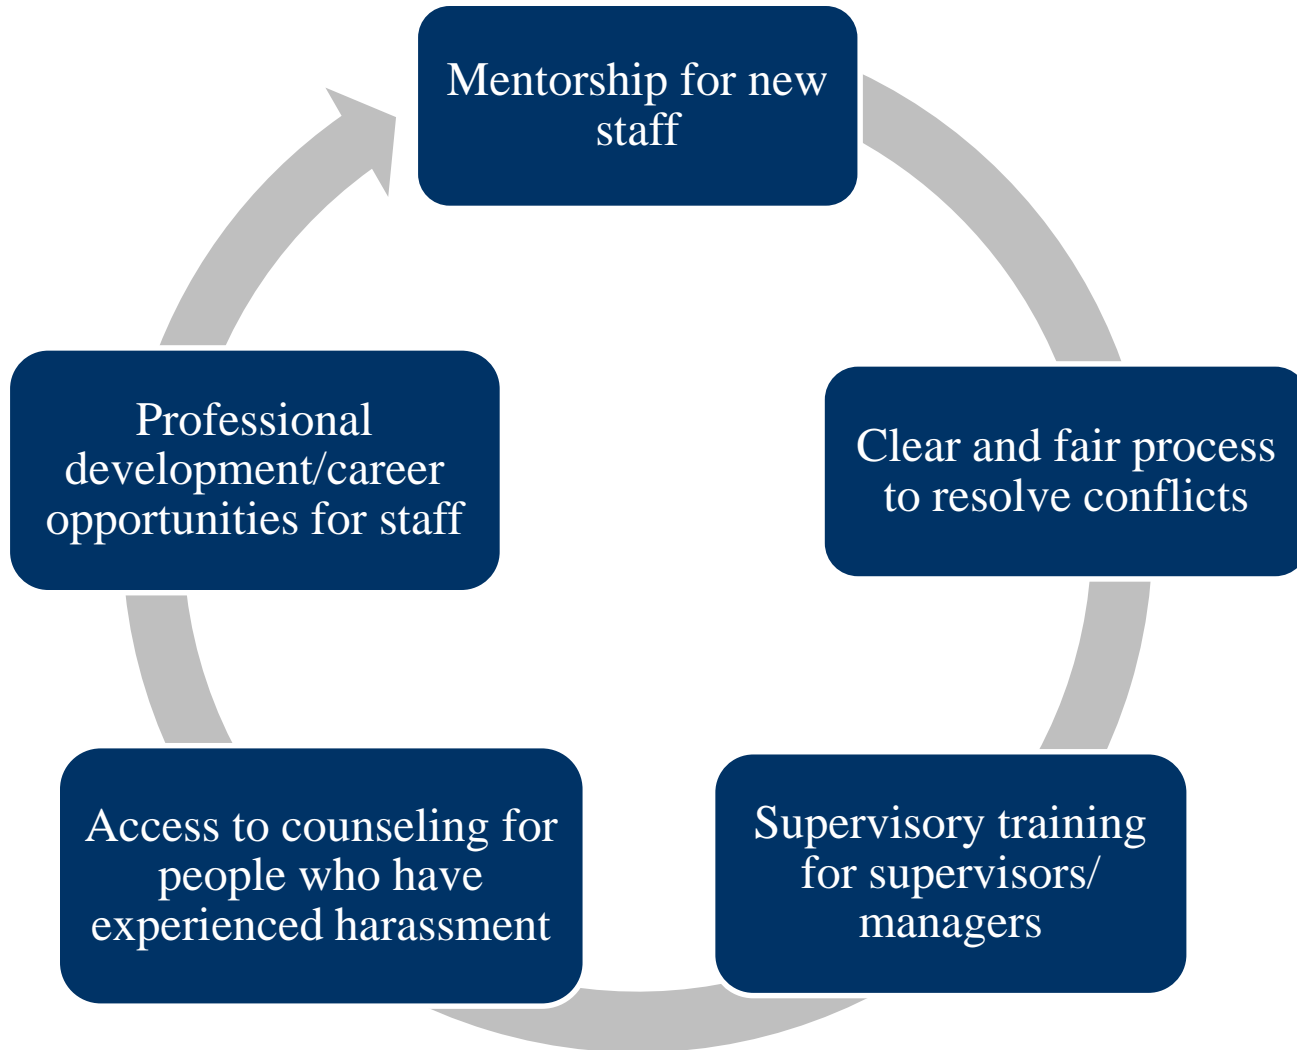 Mentorship for new
staff
Clear and fair process
to resolve conflicts
Supervisory training
for supervisors/
managers
Access to counseling for
people who have
experienced harassment
Professional
development/career
opportunities for staff